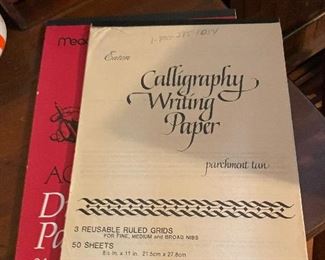 Mead
Eaton
Calligraphy
Writing
Paper
parchment tan
3 REUSABLE RULED GRIDS
FOR FINE, MEDIUM and BROAD NIBS
50 SHEETS
8½ in. x 11 in. 21.5cm x 27.8cm